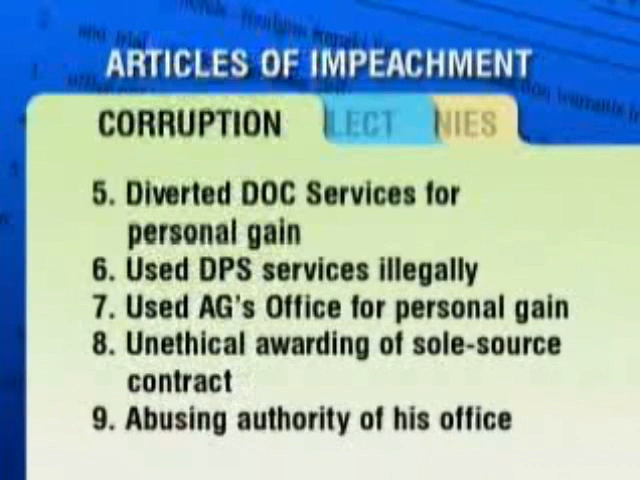 ARTICLES OF IMPEACHMENT
CORRUPTION LECT NIES
5. Diverted DOC Services for
personal gain
6. Used DPS services illegally
7. Used AG's Office for personal gain
8. Unethical awarding of sole-source
contract
9. Abusing authority of his office